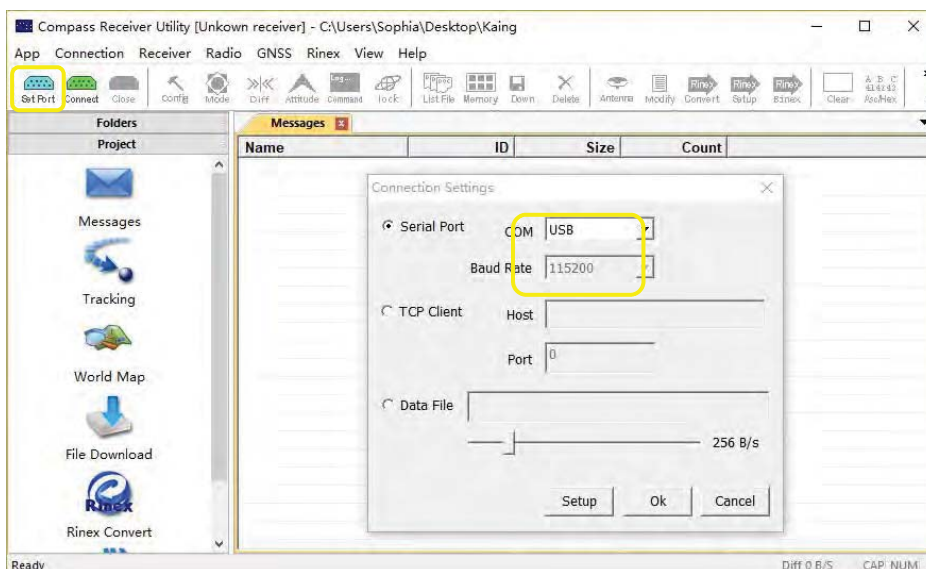 Compass Receiver Utility [Unkown receiver] - C:\Users\Sophia\Desktop\Kaing
App Connection Receiver Radio GNSS Rinex View Help
Set Port Connect Close Config Mode Diff Attitude Command lock List File Memory Down Delete Antenna Modify Convert Setup Rinex Clear Asc/Hex
Folders
Project
Messages
Tracking
World Map
File Download
Rinex
Rinex Convert
Messages
Name ID Size Count
Connection Settings
Serial Port COM USB
Baud Rate 115200
TCP Client Host
Port 0
Data File
256 B/s
Setup Ok Cancel
Ready Diff 0 B/S CAP NUM